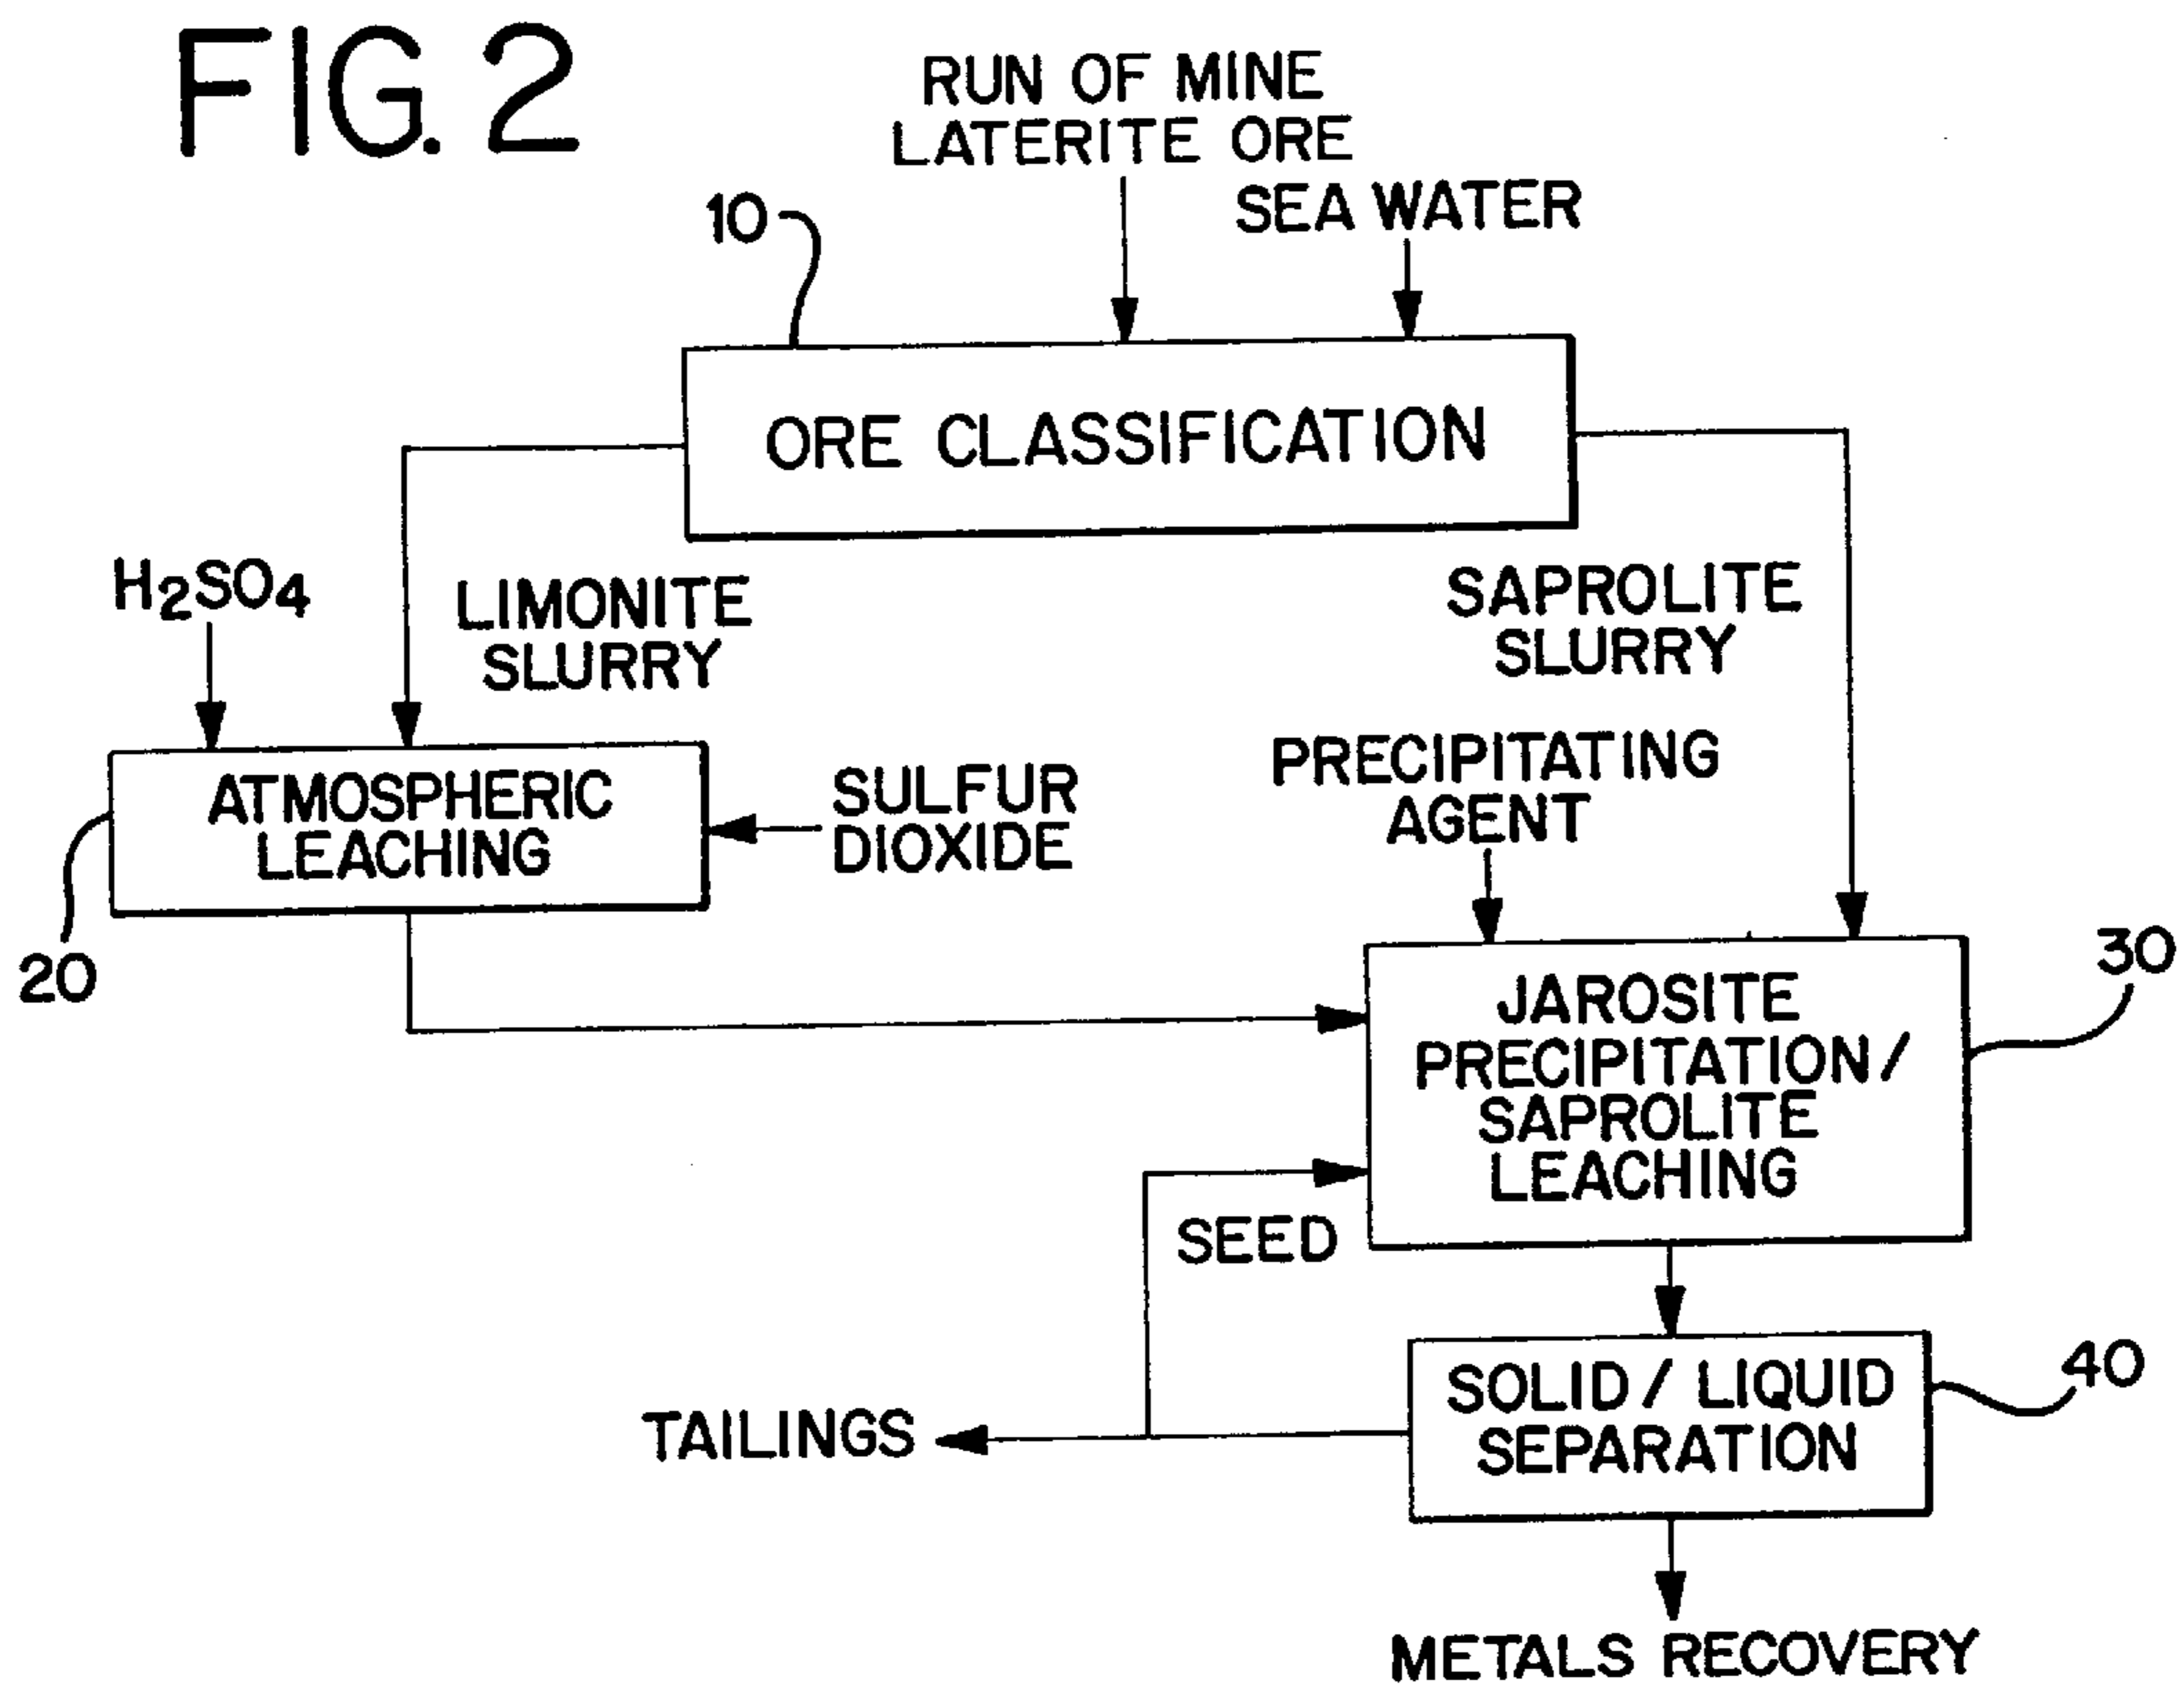 FIG. 2
RUN OF MINE
LATERITE ORE
SEA WATER
10
ORE CLASSIFICATION
H₂SO₄
LIMONITE
SLURRY
SAPROLITE
SLURRY
ATMOSPHERIC
LEACHING
SULFUR
DIOXIDE
PRECIPITATING
AGENT
20
30
JAROSITE
PRECIPITATION/
SAPROLITE
LEACHING
SEED
40
SOLID / LIQUID
SEPARATION
TAILINGS
METALS RECOVERY